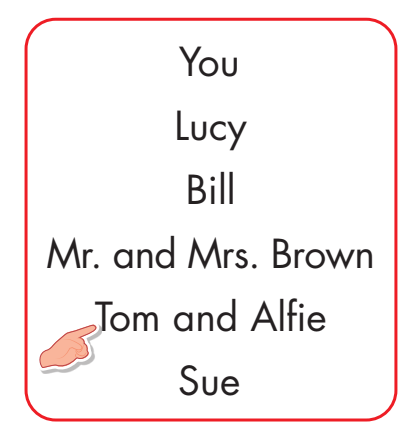 You
Lucy
Bill
Mr. and Mrs. Brown
Tom and Alfie
Sue